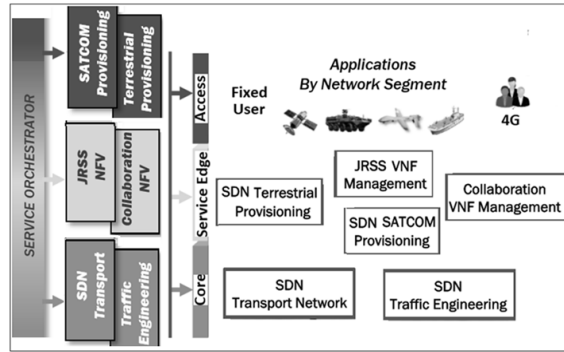 SERVICE ORCHESTRATOR
SATCOM
Provisioning
Terrestrial
Provisioning
JRSS
NFV
Collaboration
NFV
SDN
Transport
Traffic
Engineering
Access
Service Edge
Core
Applications
By Network Segment
Fixed
User
4G
JRSS VNF
Management
SDN Terrestrial
Provisioning
Collaboration
VNF Management
SDN SATCOM
Provisioning
SDN
Transport Network
SDN
Traffic Engineering